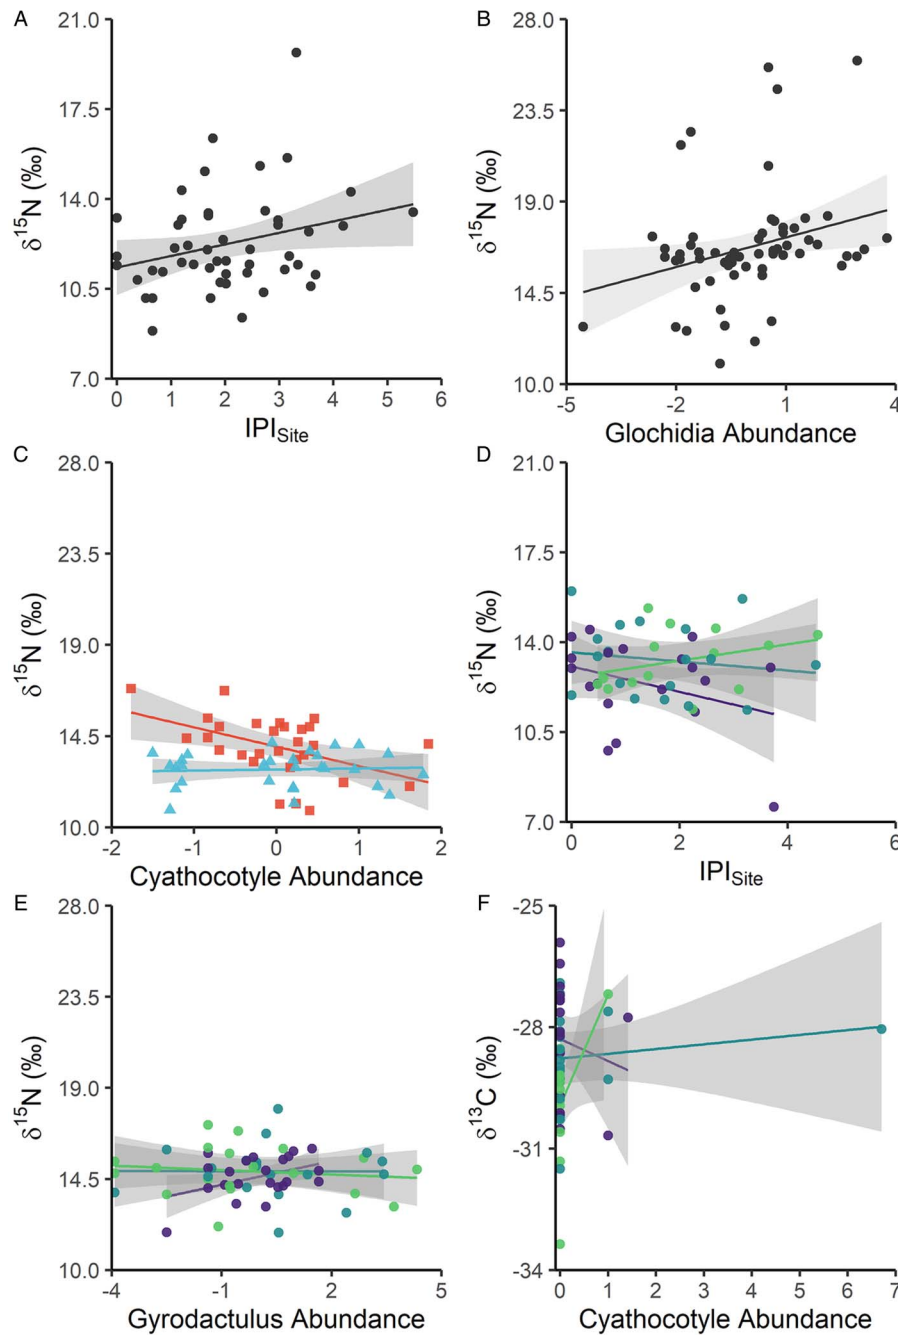 A
21.0
17.5
14.0
10.5
7.0
δ15N (‰)
0 1 2 3 4 5 6
IPISite
B
28.0
23.5
19.0
14.5
10.0
δ15N (‰)
-5 -2 1 4
Glochidia Abundance
C
28.0
23.5
19.0
14.5
10.0
δ15N (‰)
-2 -1 0 1 2
Cyathocotyle Abundance
D
21.0
17.5
14.0
10.5
7.0
δ15N (‰)
0 2 4 6
IPISite
E
28.0
23.5
19.0
14.5
10.0
δ15N (‰)
-4 -1 2 5
Gyrodactulus Abundance
F
-25
-28
-31
-34
δ13C (‰)
0 1 2 3 4 5 6 7
Cyathocotyle Abundance